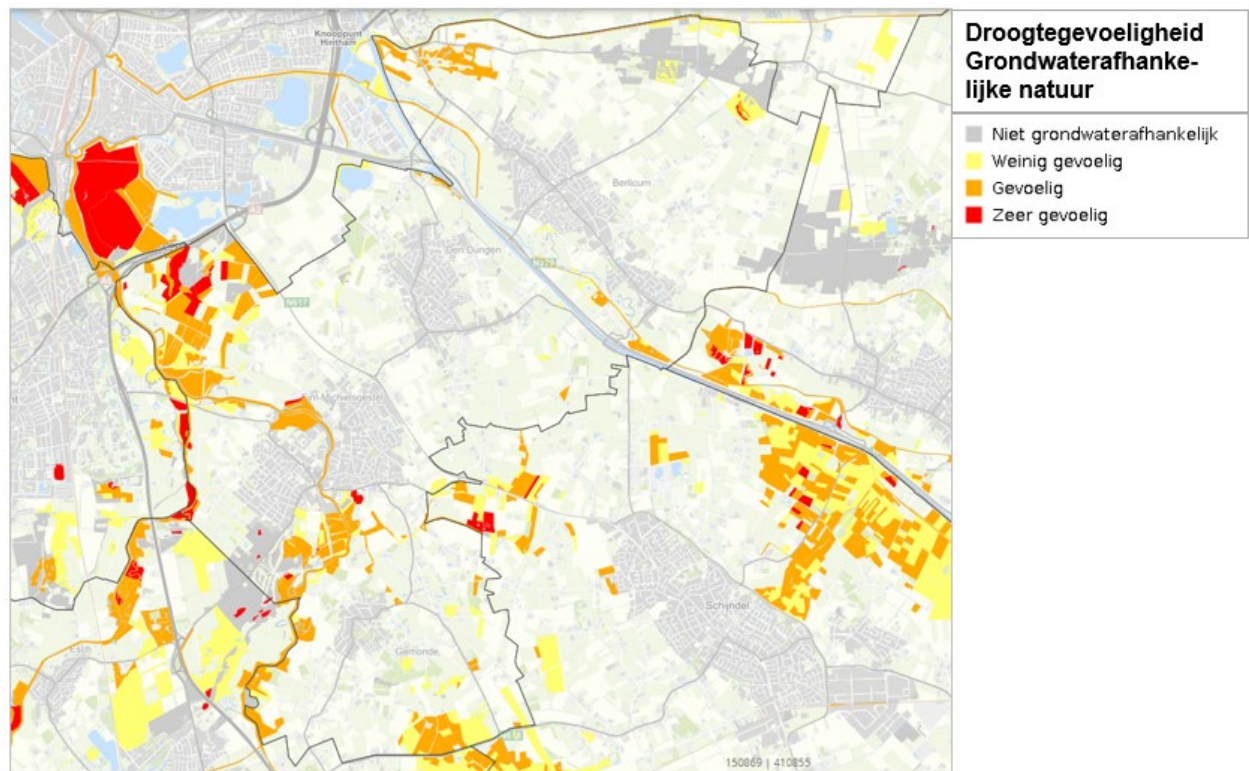 Droogtegevoeligheid
Grondwaterafhanke-
lijke natuur
Niet grondwaterafhankelijk
Weinig gevoelig
Gevoelig
Zeer gevoelig
Knooppunt
Hintham
Berlicum
Den Dungen
N279
N617
Sint-Michielsgestel
Schijndel
Esch
Gemonde
150869 | 410855